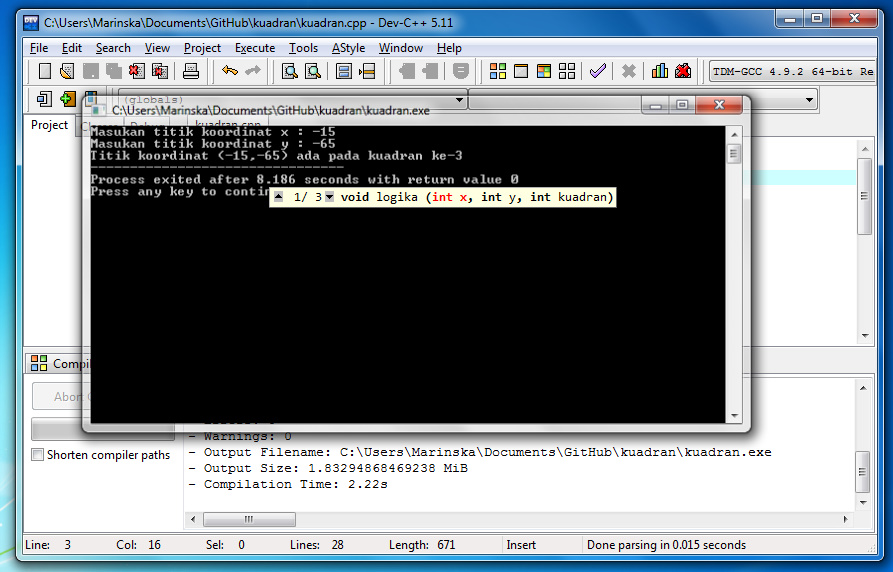 C:\Users\Marinska\Documents\GitHub\kuadran\kuadran.cpp - Dev-C++ 5.11
File Edit Search View Project Execute Tools AStyle Window Help
TDM-GCC 4.9.2 64-bit Re
(globals)
C:\Users\Marinska\Documents\GitHub\kuadran\kuadran.exe
Project
kuadran.cpp
Masukan titik koordinat x : -15
Masukan titik koordinat y : -65
Titik koordinat (-15,-65) ada pada kuadran ke-3
--------------------------------
Process exited after 8.186 seconds with return value 0
Press any key to contin
1/ 3 void logika (int x, int y, int kuadran)
Compil
Abort
- Warnings: 0
- Output Filename: C:\Users\Marinska\Documents\GitHub\kuadran\kuadran.exe
- Output Size: 1.83294868469238 MiB
- Compilation Time: 2.22s
Shorten compiler paths
Line: 3 Col: 16 Sel: 0 Lines: 28 Length: 671 Insert Done parsing in 0.015 seconds